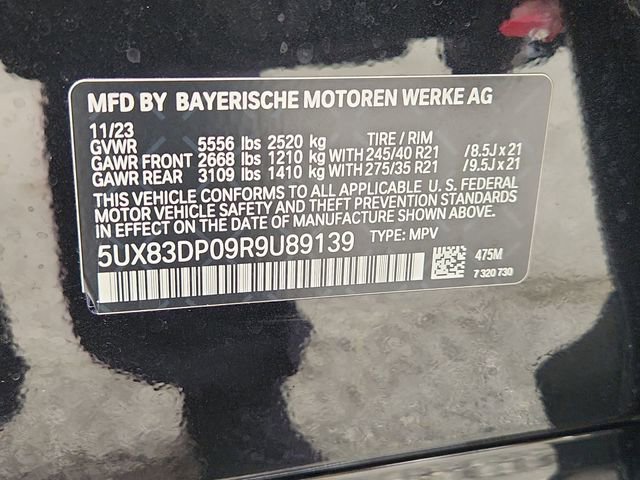 MFD BY BAYERISCHE MOTOREN WERKE AG
11/23
GVWR 5556 lbs 2520 kg TIRE / RIM
GAWR FRONT 2668 lbs 1210 kg WITH 245/40 R21 /8.5J x 21
GAWR REAR 3109 lbs 1410 kg WITH 275/35 R21 /9.5J x 21
THIS VEHICLE CONFORMS TO ALL APPLICABLE U. S. FEDERAL
MOTOR VEHICLE SAFETY AND THEFT PREVENTION STANDARDS
IN EFFECT ON THE DATE OF MANUFACTURE SHOWN ABOVE.
5UX83DP09R9U89139 TYPE: MPV
475M
7 320 730